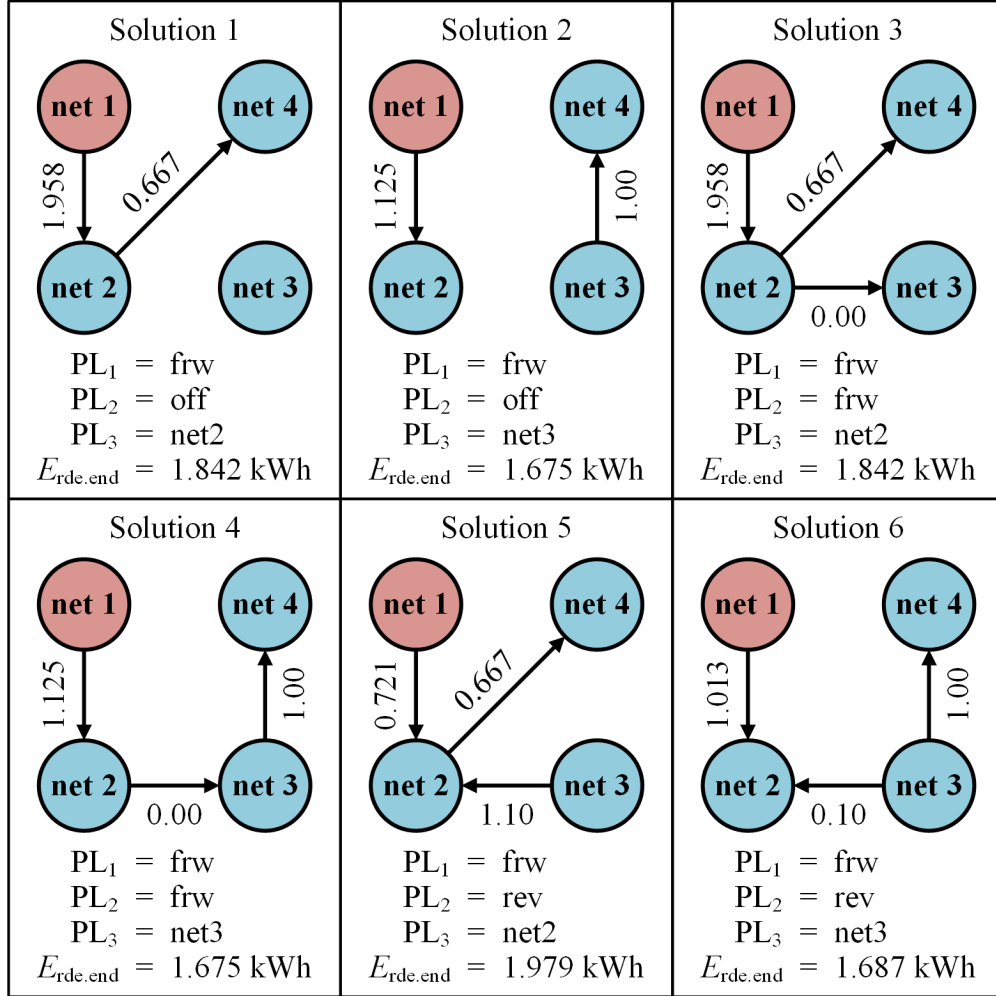 Solution 1
net 1
net 4
1.958
0.667
net 2
net 3
PL1 = frw
PL2 = off
PL3 = net2
Erde.end = 1.842 kWh
Solution 2
net 1
net 4
1.125
1.00
net 2
net 3
PL1 = frw
PL2 = off
PL3 = net3
Erde.end = 1.675 kWh
Solution 3
net 1
net 4
1.958
0.667
net 2
net 3
0.00
PL1 = frw
PL2 = frw
PL3 = net2
Erde.end = 1.842 kWh
Solution 4
net 1
net 4
1.125
1.00
net 2
net 3
0.00
PL1 = frw
PL2 = frw
PL3 = net3
Erde.end = 1.675 kWh
Solution 5
net 1
net 4
0.721
0.667
net 2
net 3
1.10
PL1 = frw
PL2 = rev
PL3 = net2
Erde.end = 1.979 kWh
Solution 6
net 1
net 4
1.013
1.00
net 2
net 3
0.10
PL1 = frw
PL2 = rev
PL3 = net3
Erde.end = 1.687 kWh